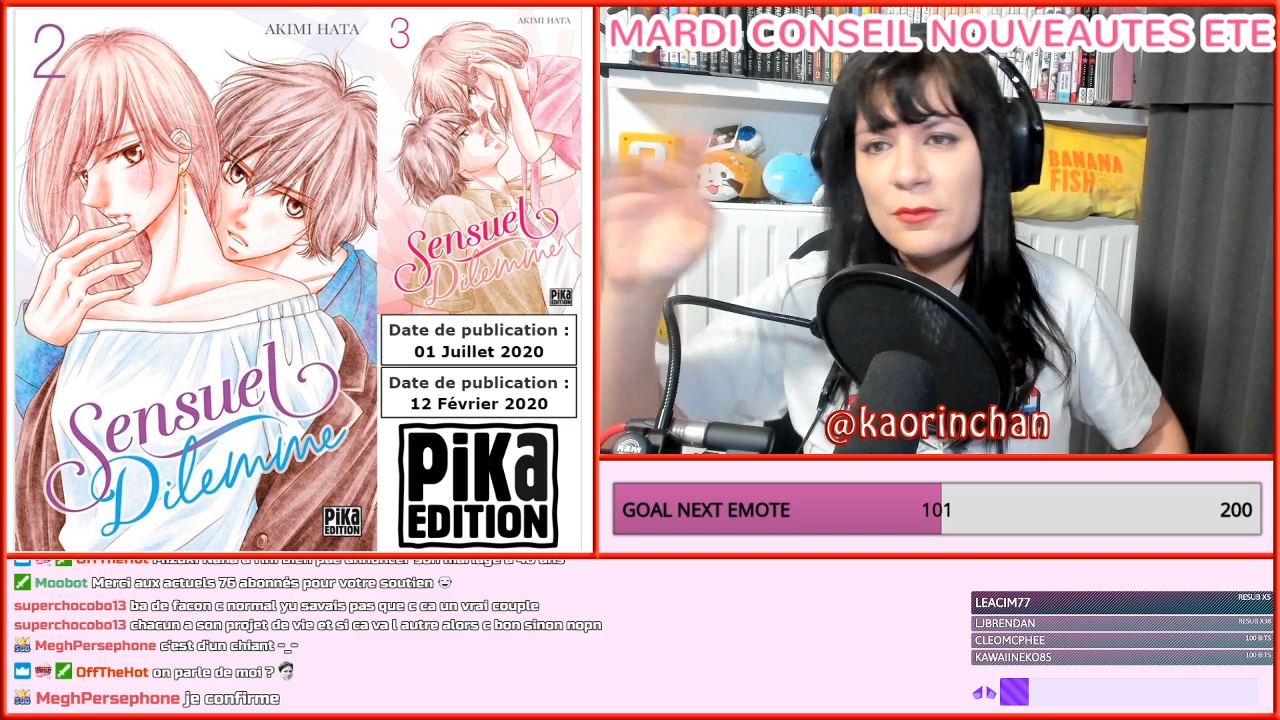 2
AKIMI HATA
Sensuel
Dilemme
PiKa
EDITION
3
AKIMI HATA
Sensuel
Dilemme
PiKa
EDITION
Date de publication :
01 Juillet 2020
Date de publication :
12 Février 2020
PiKa
EDITION
MARDI CONSEIL NOUVEAUTES ETE
BANANA
FISH
@kaorinchan
GOAL NEXT EMOTE 101 200
OffTheHot
Moobot Merci aux actuels 76 abonnés pour votre soutien
superchocobo13 ba de facon c normal yu savais pas que c ca un vrai couple
superchocobo13 chacun a son projet de vie et si ca va l autre alors c bon sinon nopn
MeghPersephone c'est d'un chiant -_-
OffTheHot on parle de moi ?
MeghPersephone je confirme
LEACIM77 RESUB X5
LJBRENDAN RESUB X38
CLEOMCPHEE 100 BITS
KAWAIINEKO85 100 BITS